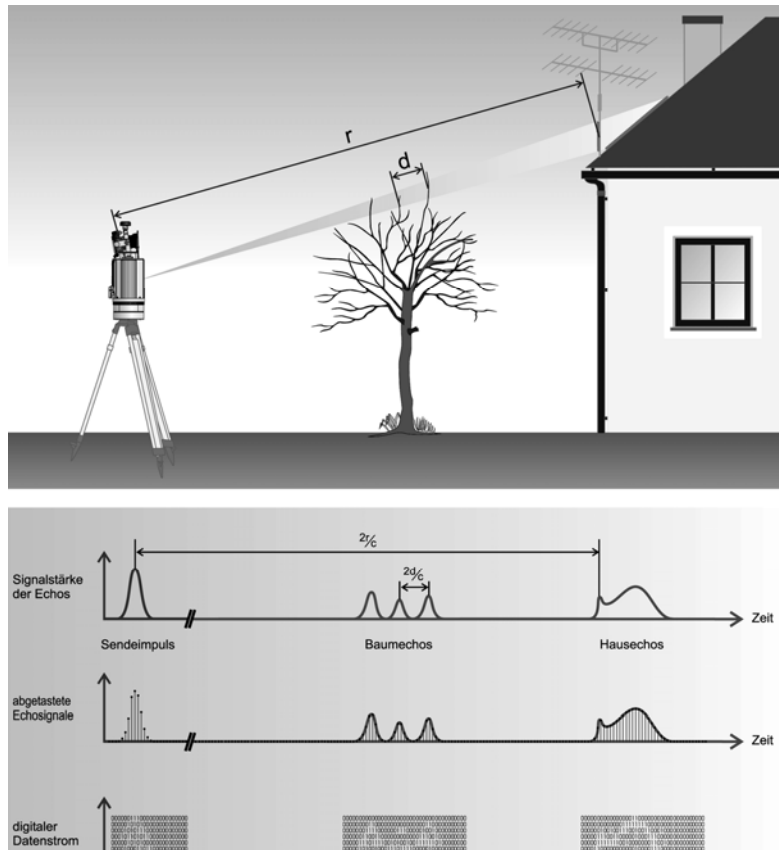 r
d
2r/c
2d/c
Signalstärke
der Echos
Zeit
Sendeimpuls
Baumechos
Hausechos
abgetastete
Echosignale
Zeit
digitaler
Datenstrom